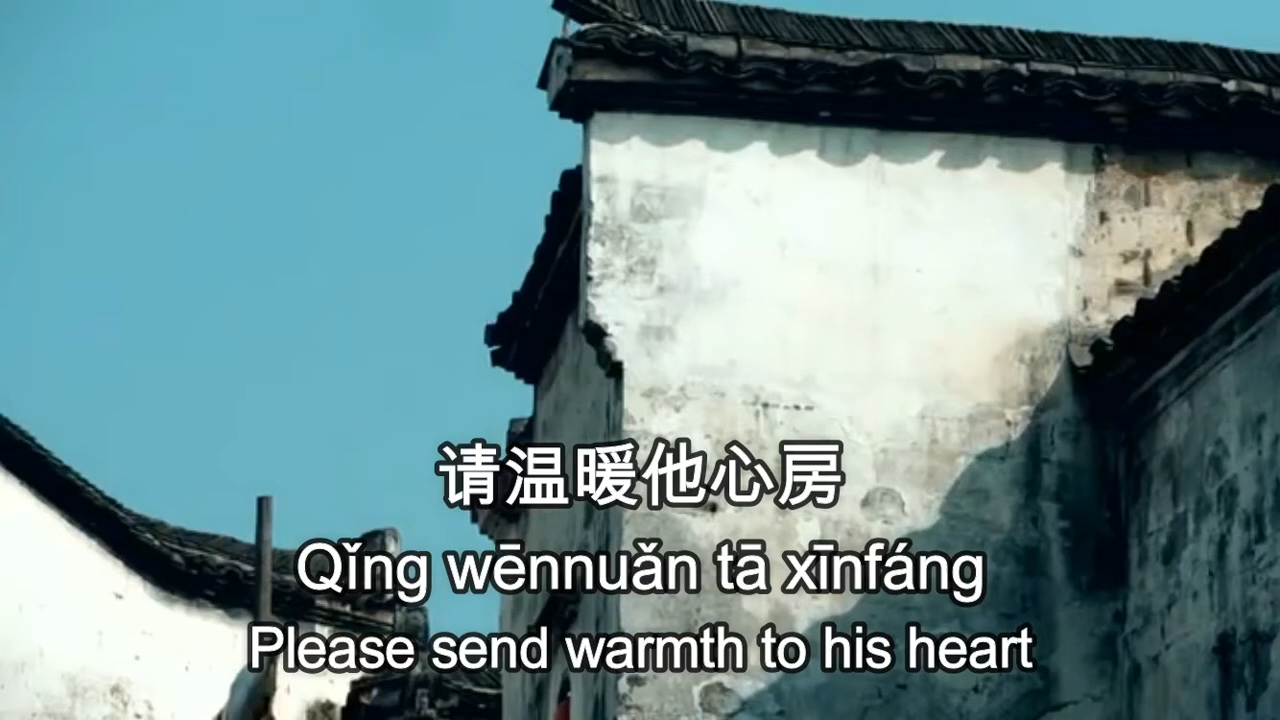 请温暖他心房
Qǐng wēnnuǎn tā xīnfáng
Please send warmth to his heart